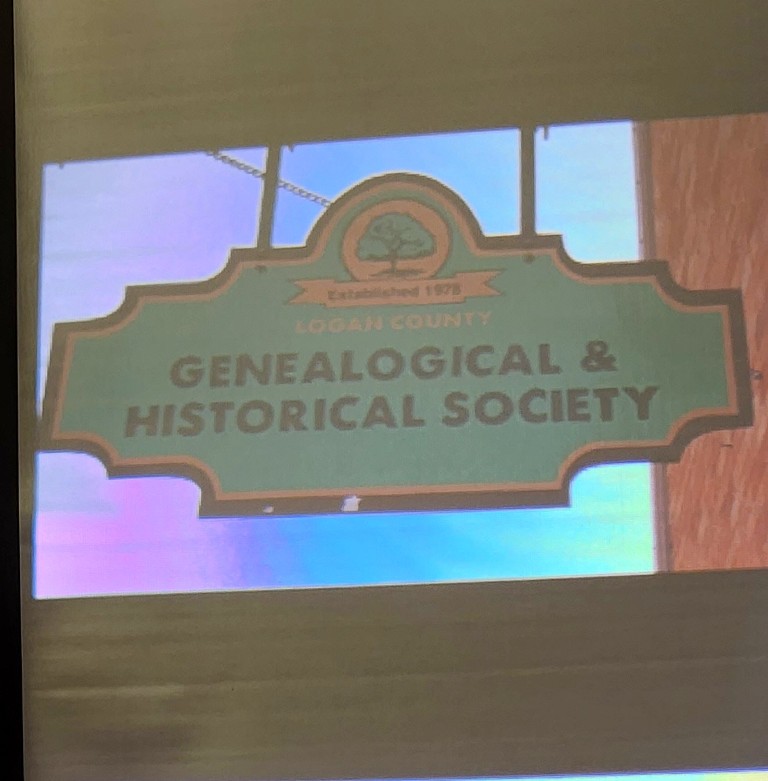 Established 1978
LOGAN COUNTY
GENEALOGICAL &
HISTORICAL SOCIETY